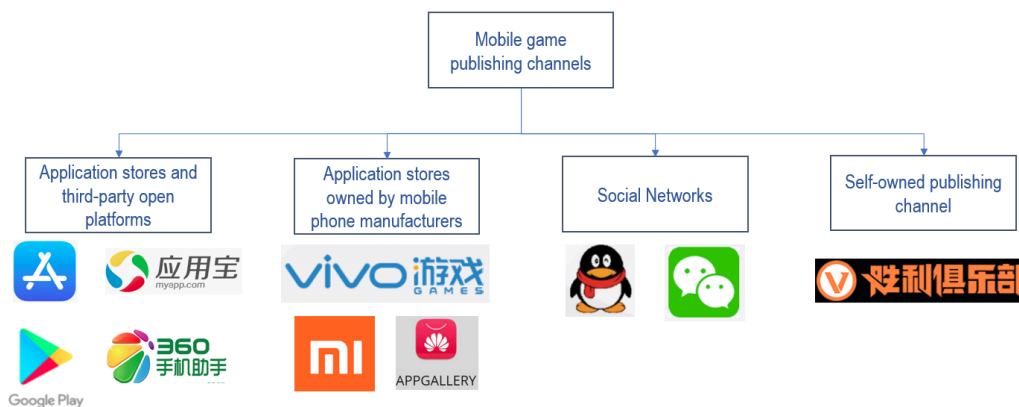 Mobile game
publishing channels
Application stores and
third-party open
platforms
Application stores
owned by mobile
phone manufacturers
Social Networks
Self-owned publishing
channel
应用宝
myapp.com
vivo游戏
GAMES
V胜利俱乐部
Google Play
360
手机助手
mi
APPGALLERY